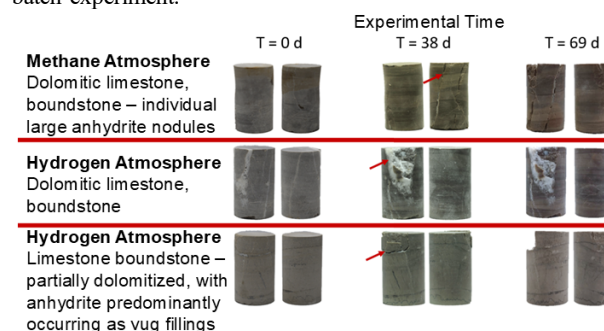 batch experiment.
Experimental Time
T = 0 d
T = 38 d
T = 69 d
Methane Atmosphere
Dolomitic limestone,
boundstone – individual
large anhydrite nodules
Hydrogen Atmosphere
Dolomitic limestone,
boundstone
Hydrogen Atmosphere
Limestone boundstone –
partially dolomitized, with
anhydrite predominantly
occurring as vug fillings